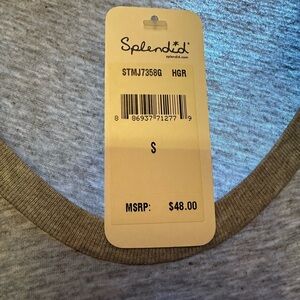 Splendid
splendid.com
STMJ7358G HGR
8 86937 71277 9
S
MSRP: $48.00